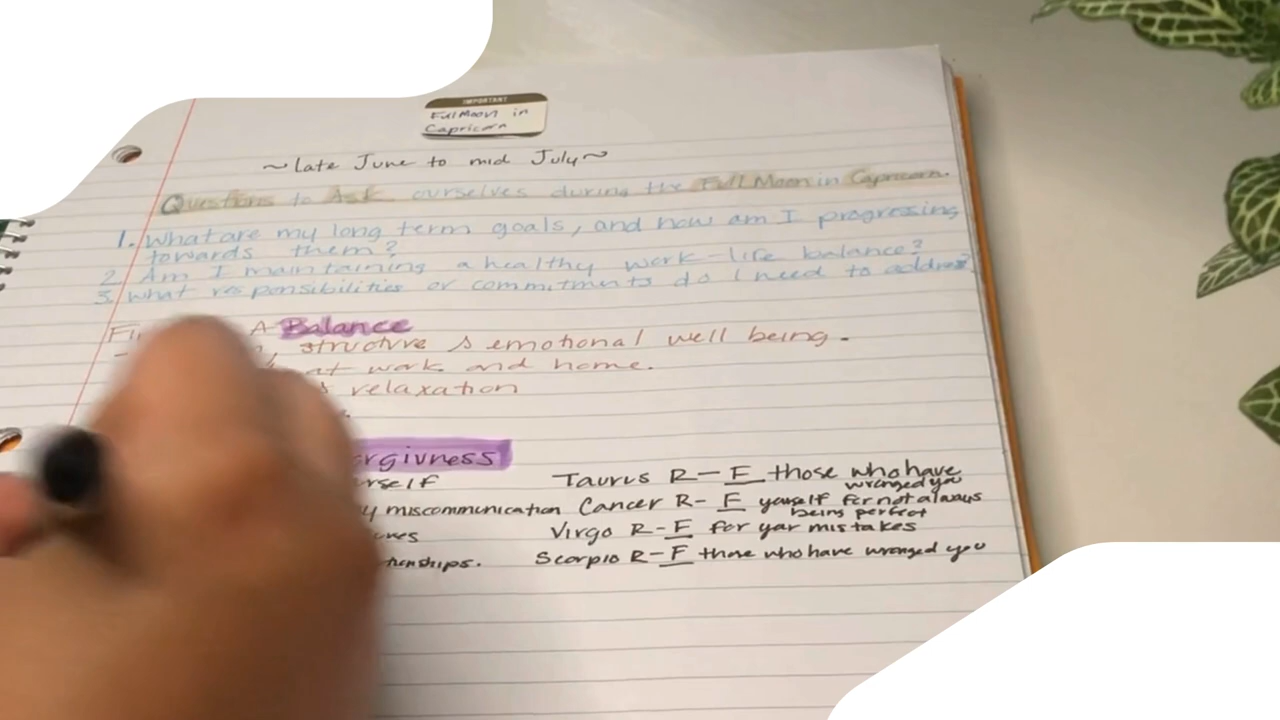 IMPORTANT
Full Moon in
Capricorn
~late June to mid July~
Questions to Ask ourselves during the Full Moon in Capricorn.
1. What are my long term goals, and how am I progressing
towards them?
2. Am I maintaining a healthy work-life balance?
3. What responsibilities or commitments do I need to address?
A Balance
structure & emotional well being.
at work and home.
relaxation
Taurus R - F those who have
wronged you
miscommunication Cancer R - F yourself for not always
being perfect
Virgo R - F for yar mistakes
Scorpio R - F those who have wronged you